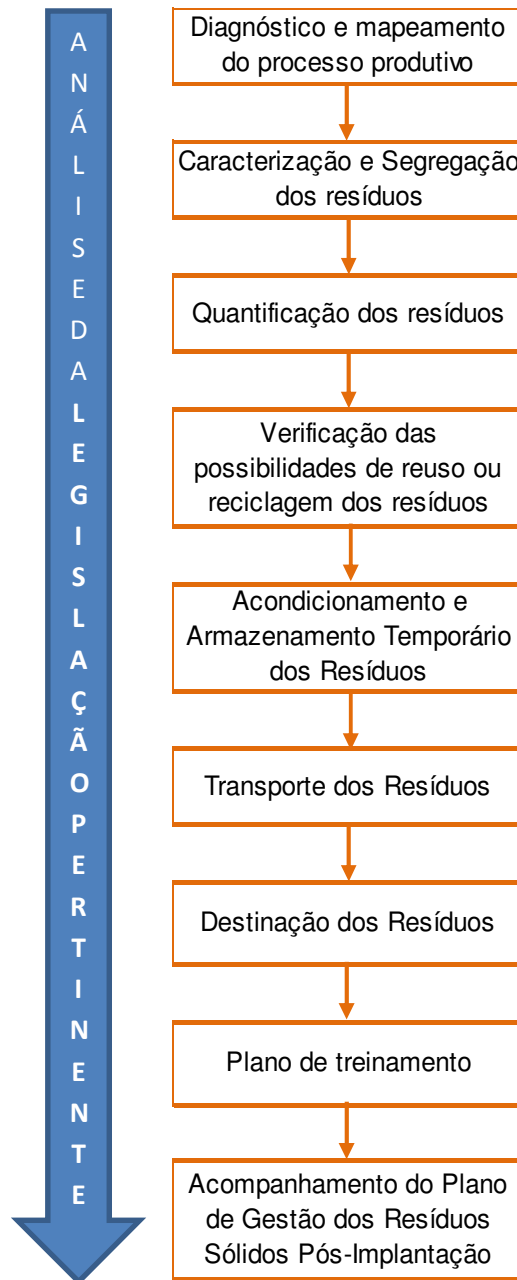 ANÁLISE DA LEGISLAÇÃO PERTINENTE
Diagnóstico e mapeamento
do processo produtivo
Caracterização e Segregação
dos resíduos
Quantificação dos resíduos
Verificação das
possibilidades de reuso ou
reciclagem dos resíduos
Acondicionamento e
Armazenamento Temporário
dos Resíduos
Transporte dos Resíduos
Destinação dos Resíduos
Plano de treinamento
Acompanhamento do Plano
de Gestão dos Resíduos
Sólidos Pós-Implantação